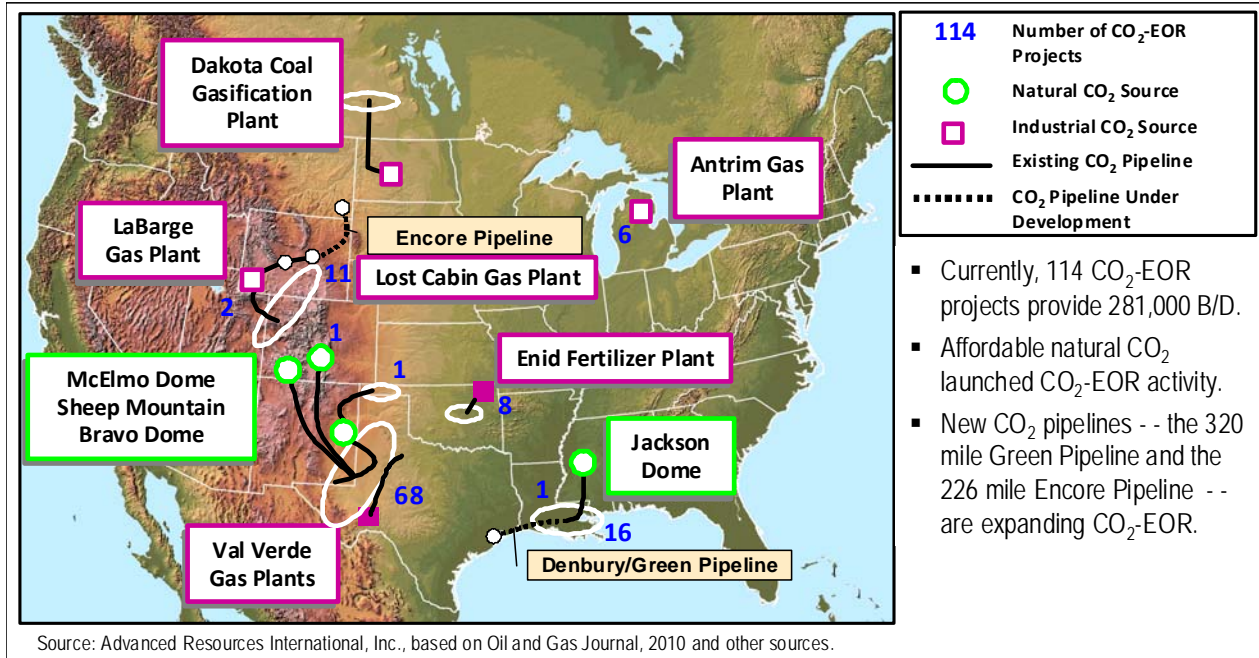 Dakota Coal
Gasification
Plant
Antrim Gas
Plant
6
LaBarge
Gas Plant
Encore Pipeline
11
Lost Cabin Gas Plant
2
1
McElmo Dome
Sheep Mountain
Bravo Dome
1
Enid Fertilizer Plant
8
Jackson
Dome
68
1
16
Val Verde
Gas Plants
Denbury/Green Pipeline
Source: Advanced Resources International, Inc., based on Oil and Gas Journal, 2010 and other sources.
114 Number of CO₂-EOR
Projects
Natural CO₂ Source
Industrial CO₂ Source
Existing CO₂ Pipeline
CO₂ Pipeline Under
Development
▪ Currently, 114 CO₂-EOR
projects provide 281,000 B/D.
▪ Affordable natural CO₂
launched CO₂-EOR activity.
▪ New CO₂ pipelines - - the 320
mile Green Pipeline and the
226 mile Encore Pipeline - -
are expanding CO₂-EOR.